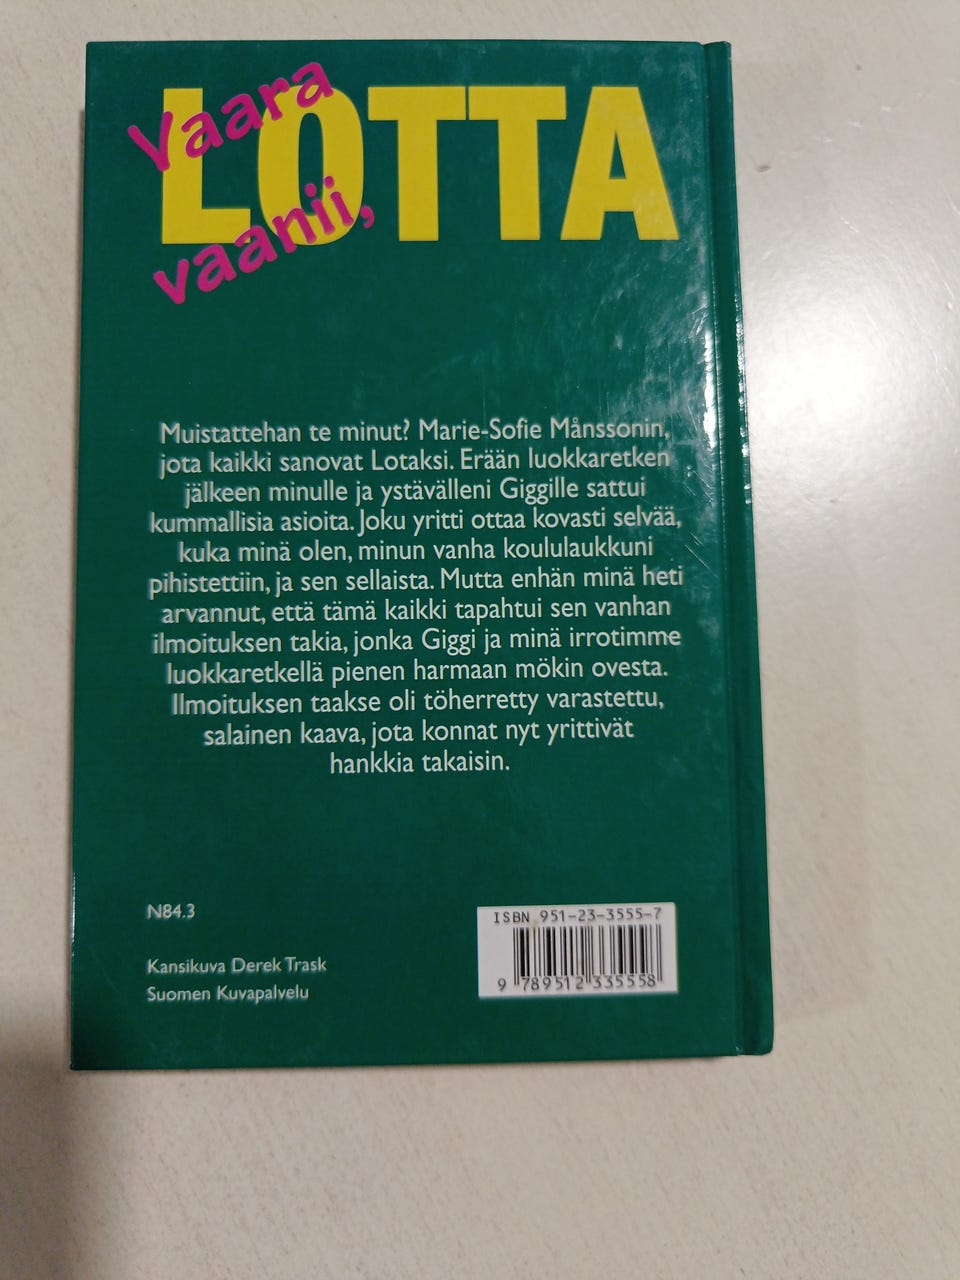 Vaara
LOTTA
vaanii,
Muistattehan te minut? Marie-Sofie Månssonin,
jota kaikki sanovat Lotaksi. Erään luokkaretken
jälkeen minulle ja ystävälleni Giggille sattui
kummallisia asioita. Joku yritti ottaa kovasti selvää,
kuka minä olen, minun vanha koululaukkuni
pihistettiin, ja sen sellaista. Mutta enhän minä heti
arvannut, että tämä kaikki tapahtui sen vanhan
ilmoituksen takia, jonka Giggi ja minä irrotimme
luokkaretkellä pienen harmaan mökin ovesta.
Ilmoituksen taakse oli töherretty varastettu,
salainen kaava, jota konnat nyt yrittivät
hankkia takaisin.
N84.3
Kansikuva Derek Trask
Suomen Kuvapalvelu
ISBN 951-23-3555-7
9 789512 335558